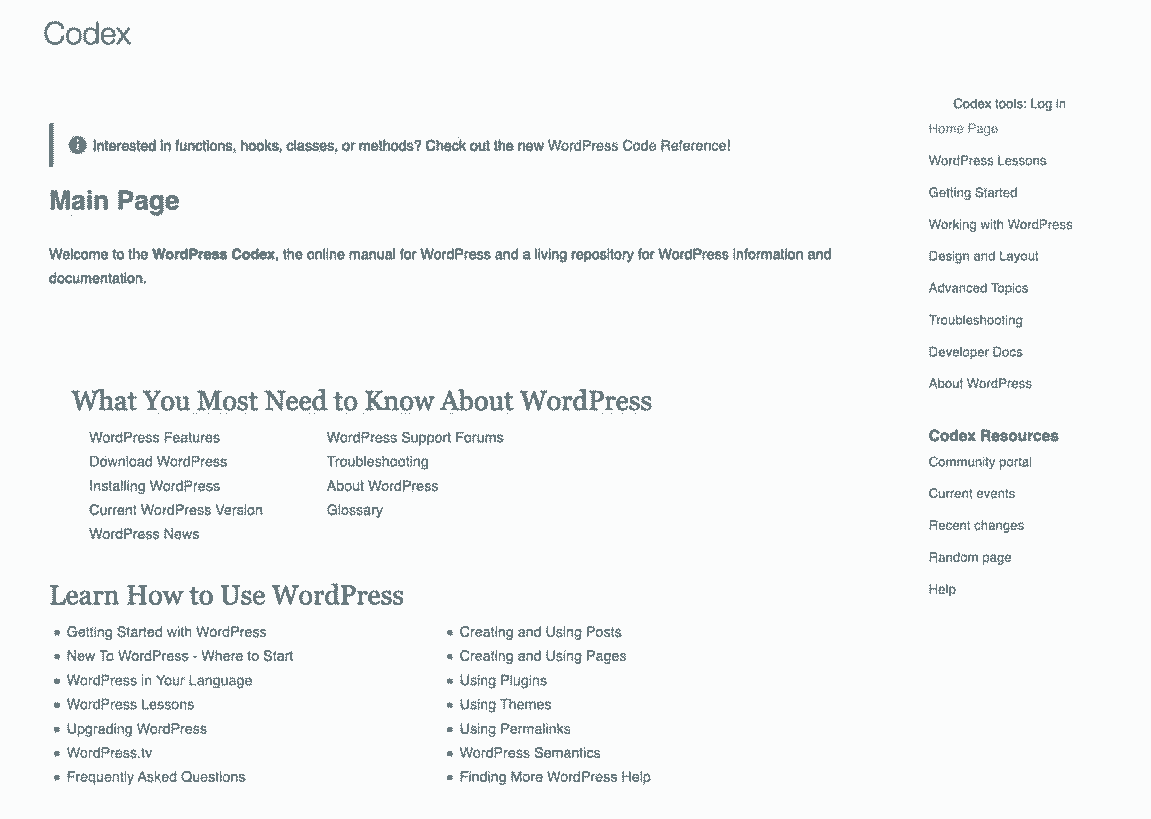 Codex
Interested in functions, hooks, classes, or methods? Check out the new WordPress Code Reference!
Main Page
Welcome to the WordPress Codex, the online manual for WordPress and a living repository for WordPress information and
documentation.
What You Most Need to Know About WordPress
WordPress Features
Download WordPress
Installing WordPress
Current WordPress Version
WordPress News
WordPress Support Forums
Troubleshooting
About WordPress
Glossary
Learn How to Use WordPress
Getting Started with WordPress
New To WordPress - Where to Start
WordPress in Your Language
WordPress Lessons
Upgrading WordPress
WordPress.tv
Frequently Asked Questions
Creating and Using Posts
Creating and Using Pages
Using Plugins
Using Themes
Using Permalinks
WordPress Semantics
Finding More WordPress Help
Codex tools: Log in
Home Page
WordPress Lessons
Getting Started
Working with WordPress
Design and Layout
Advanced Topics
Troubleshooting
Developer Docs
About WordPress
Codex Resources
Community portal
Current events
Recent changes
Random page
Help